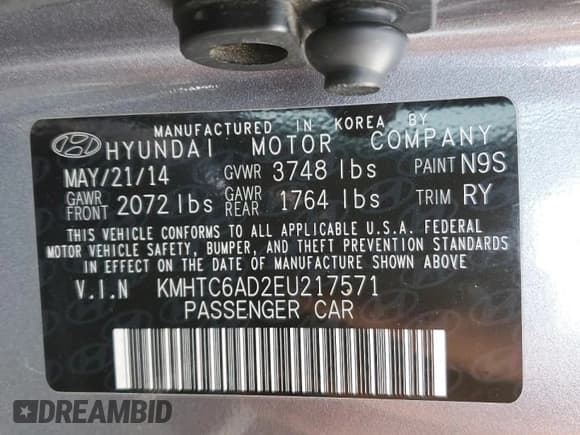 MANUFACTURED IN KOREA BY
HYUNDAI MOTOR COMPANY
MAY/21/14 GVWR 3748 lbs PAINT N9S
GAWR FRONT 2072 lbs GAWR REAR 1764 lbs TRIM RY
THIS VEHICLE CONFORMS TO ALL APPLICABLE U.S.A. FEDERAL
MOTOR VEHICLE SAFETY, BUMPER, AND THEFT PREVENTION STANDARDS
IN EFFECT ON THE DATE OF MANUFACTURE SHOWN ABOVE
V.I.N KMHTC6AD2EU217571
PASSENGER CAR
DREAMBID